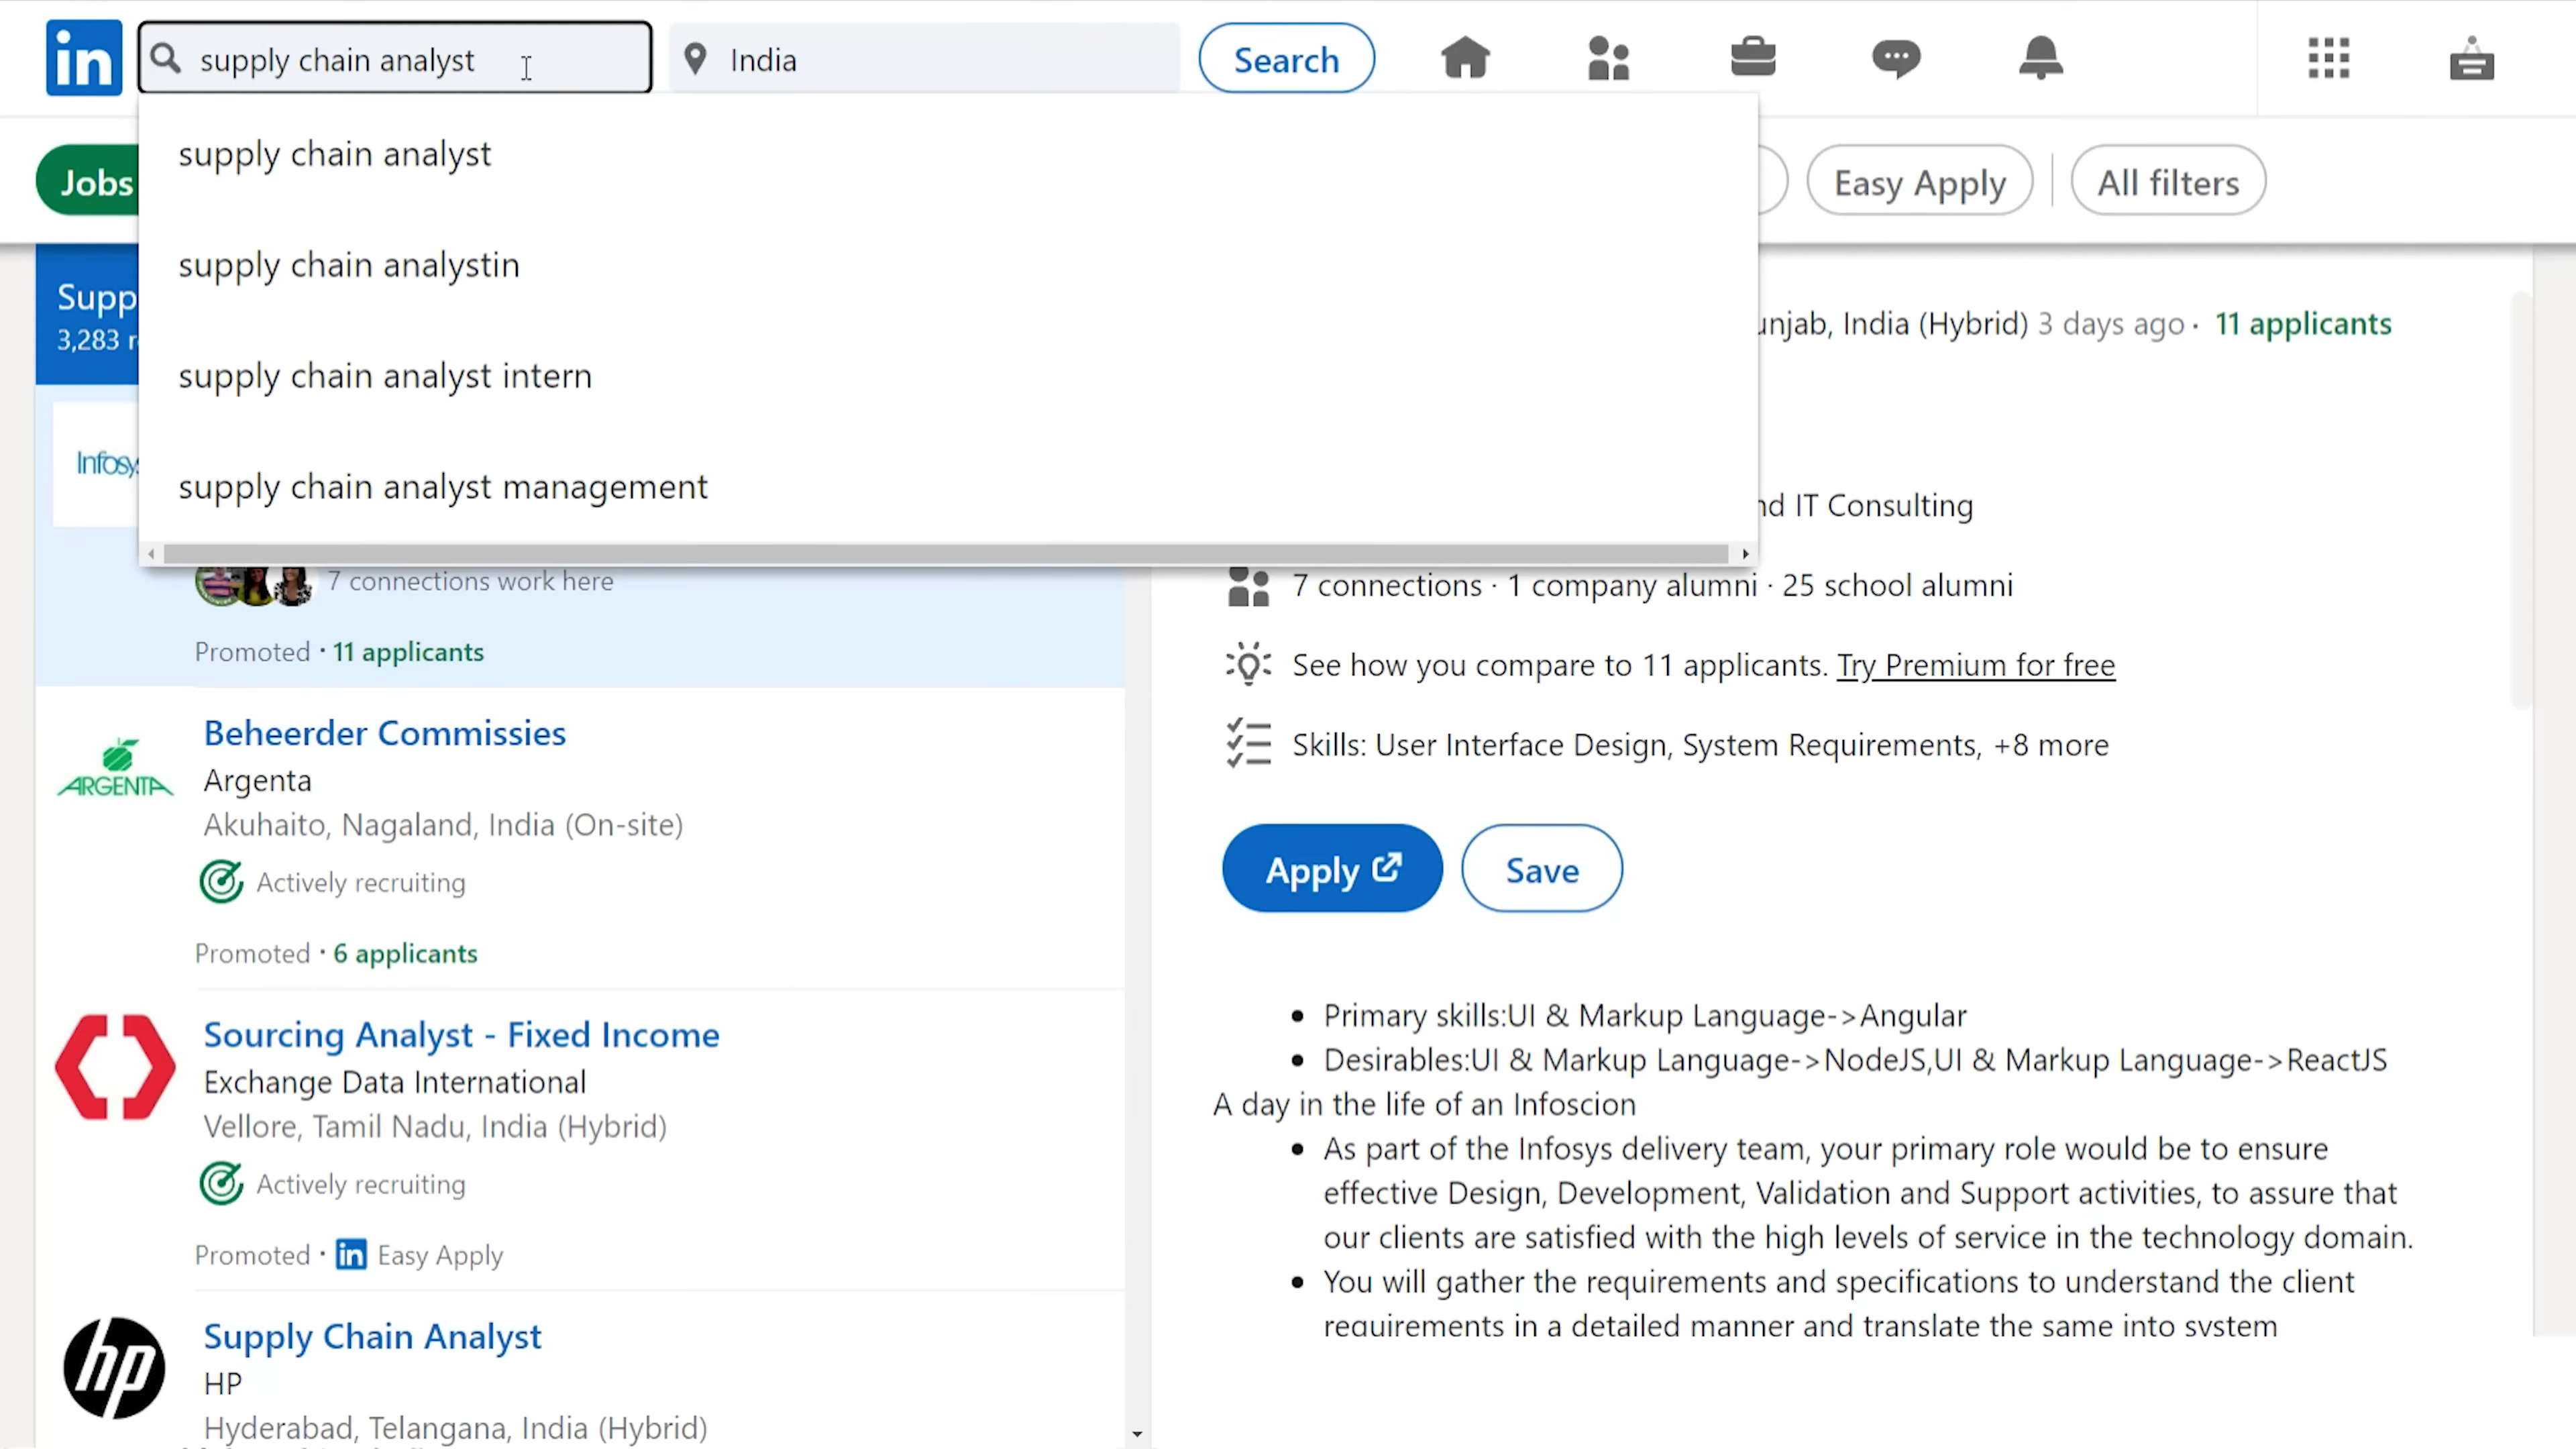 in
supply chain analyst
India
Search
supply chain analyst
supply chain analystin
supply chain analyst intern
supply chain analyst management
Jobs
Easy Apply
All filters
3,283
India (Hybrid) 3 days ago · 11 applicants
Infosy
7 connections work here
Promoted · 11 applicants
Beheerder Commissies
ARGENTA
Argenta
Akuhaito, Nagaland, India (On-site)
Actively recruiting
Promoted · 6 applicants
Sourcing Analyst - Fixed Income
Exchange Data International
Vellore, Tamil Nadu, India (Hybrid)
Actively recruiting
Promoted · in Easy Apply
Supply Chain Analyst
hp
HP
Hyderabad, Telangana, India (Hybrid)
IT Consulting
7 connections · 1 company alumni · 25 school alumni
See how you compare to 11 applicants. Try Premium for free
Skills: User Interface Design, System Requirements, +8 more
Apply
Save
• Primary skills:UI & Markup Language->Angular
• Desirables:UI & Markup Language->NodeJS,UI & Markup Language->ReactJS
A day in the life of an Infoscion
• As part of the Infosys delivery team, your primary role would be to ensure
effective Design, Development, Validation and Support activities, to assure that
our clients are satisfied with the high levels of service in the technology domain.
• You will gather the requirements and specifications to understand the client
requirements in a detailed manner and translate the same into system